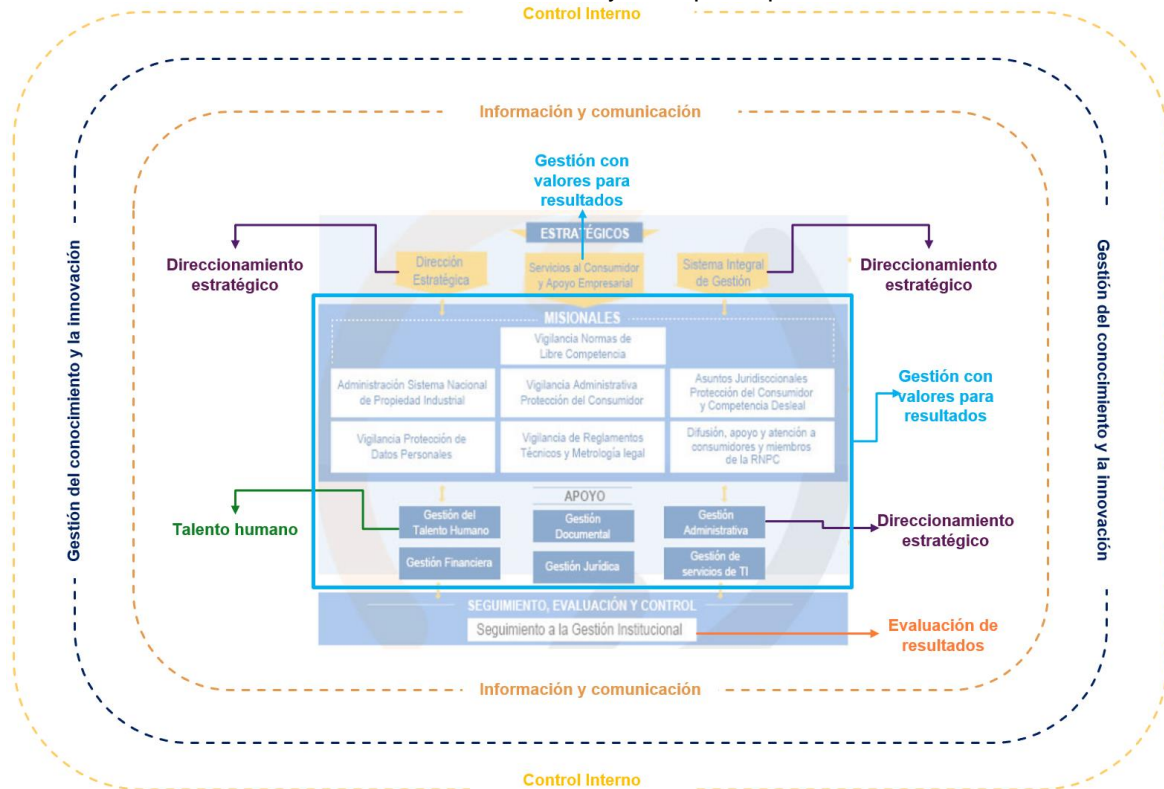 Control Interno
Información y comunicación
Gestión con
valores para
resultados
ESTRATÉGICOS
Direccionamiento
estratégico
Dirección
Estratégica
Servicios al Consumidor
y Apoyo Empresarial
Sistema Integral
de Gestión
Direccionamiento
estratégico
Gestión del conocimiento y la innovación
Gestión del conocimiento y la innovación
MISIONALES
Vigilancia Normas de
Libre Competencia
Administración Sistema Nacional
de Propiedad Industrial
Vigilancia Administrativa
Protección del Consumidor
Asuntos Jurisdiccionales
Protección del Consumidor
y Competencia Desleal
Gestión con
valores para
resultados
Vigilancia Protección de
Datos Personales
Vigilancia de Reglamentos
Técnicos y Metrología legal
Difusión, apoyo y atención a
consumidores y miembros
de la RNPC
APOYO
Talento humano
Gestión del
Talento Humano
Gestión
Documental
Gestión
Administrativa
Direccionamiento
estratégico
Gestión Financiera
Gestión Jurídica
Gestión de
servicios de TI
SEGUIMIENTO, EVALUACIÓN Y CONTROL
Seguimiento a la Gestión Institucional
Evaluación de
resultados
Información y comunicación
Control Interno